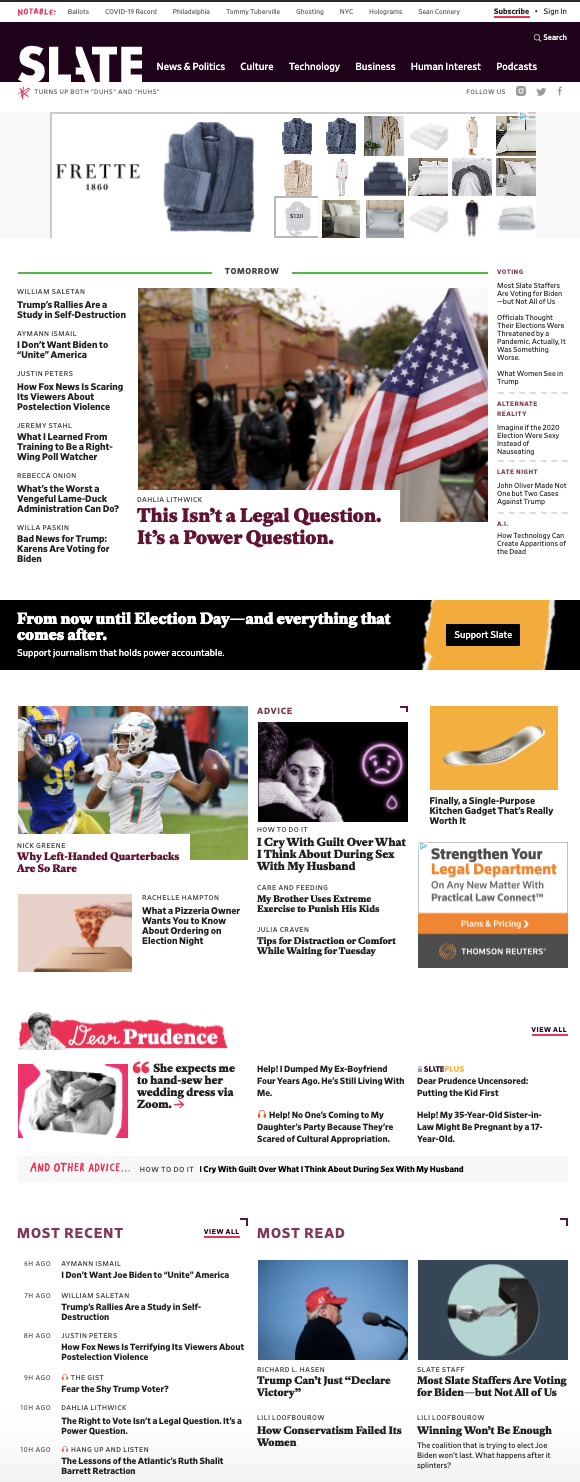 NOTABLE: Ballots COVID-19 Record Philadelphia Tommy Tuberville Ghosting NYC Holograms Sean Connery Subscribe • Sign In
Search
SLATE News & Politics Culture Technology Business Human Interest Podcasts
TURNS UP BOTH "DUHS" AND "HUHS" FOLLOW US
FRETTE
1860
$120
TOMORROW
WILLIAM SALETAN
Trump's Rallies Are a
Study in Self-Destruction
AYMANN ISMAIL
I Don't Want Biden to
"Unite" America
JUSTIN PETERS
How Fox News Is Scaring
Its Viewers About
Postelection Violence
JEREMY STAHL
What I Learned From
Training to Be a Right-
Wing Poll Watcher
REBECCA ONION
What's the Worst a
Vengeful Lame-Duck
Administration Can Do?
WILLA PASKIN
Bad News for Trump:
Karens Are Voting for
Biden
DAHLIA LITHWICK
This Isn't a Legal Question.
It's a Power Question.
VOTING
Most Slate Staffers
Are Voting for Biden
—but Not All of Us
Officials Thought
Their Elections Were
Threatened by a
Pandemic. Actually, It
Was Something
Worse.
What Women See in
Trump
ALTERNATE
REALITY
Imagine if the 2020
Election Were Sexy
Instead of
Nauseating
LATE NIGHT
John Oliver Made Not
One but Two Cases
Against Trump
A.I.
How Technology Can
Create Apparitions of
the Dead
From now until Election Day—and everything that
comes after.
Support journalism that holds power accountable.
Support Slate
NICK GREENE
Why Left-Handed Quarterbacks
Are So Rare
RACHELLE HAMPTON
What a Pizzeria Owner
Wants You to Know
About Ordering on
Election Night
ADVICE
HOW TO DO IT
I Cry With Guilt Over What
I Think About During Sex
With My Husband
CARE AND FEEDING
My Brother Uses Extreme
Exercise to Punish His Kids
JULIA CRAVEN
Tips for Distraction or Comfort
While Waiting for Tuesday
Finally, a Single-Purpose
Kitchen Gadget That's Really
Worth It
Strengthen Your
Legal Department
On Any New Matter With
Practical Law Connect™
Plans & Pricing
THOMSON REUTERS®
Dear Prudence
VIEW ALL
She expects me
to hand-sew her
wedding dress via
Zoom.
Help! I Dumped My Ex-Boyfriend
Four Years Ago. He's Still Living With
Me.
Help! No One's Coming to My
Daughter's Party Because They're
Scared of Cultural Appropriation.
SLATE PLUS
Dear Prudence Uncensored:
Putting the Kid First
Help! My 35-Year-Old Sister-in-
Law Might Be Pregnant by a 17-
Year-Old.
AND OTHER ADVICE... HOW TO DO IT I Cry With Guilt Over What I Think About During Sex With My Husband
MOST RECENT VIEW ALL
6H AGO AYMANN ISMAIL
I Don't Want Joe Biden to "Unite" America
7H AGO WILLIAM SALETAN
Trump's Rallies Are a Study in Self-
Destruction
8H AGO JUSTIN PETERS
How Fox News Is Terrifying Its Viewers About
Postelection Violence
9H AGO THE GIST
Fear the Shy Trump Voter?
10H AGO DAHLIA LITHWICK
The Right to Vote Isn't a Legal Question. It's a
Power Question.
10H AGO HANG UP AND LISTEN
The Lessons of the Atlantic's Ruth Shalit
Barrett Retraction
MOST READ
RICHARD L. HASEN
Trump Can't Just "Declare
Victory"
LILI LOOFBOUROW
How Conservatism Failed Its
Women
SLATE STAFF
Most Slate Staffers Are Voting
for Biden—but Not All of Us
LILI LOOFBOUROW
Winning Won't Be Enough
The coalition that is trying to elect Joe
Biden won't last. What happens after it
splinters?